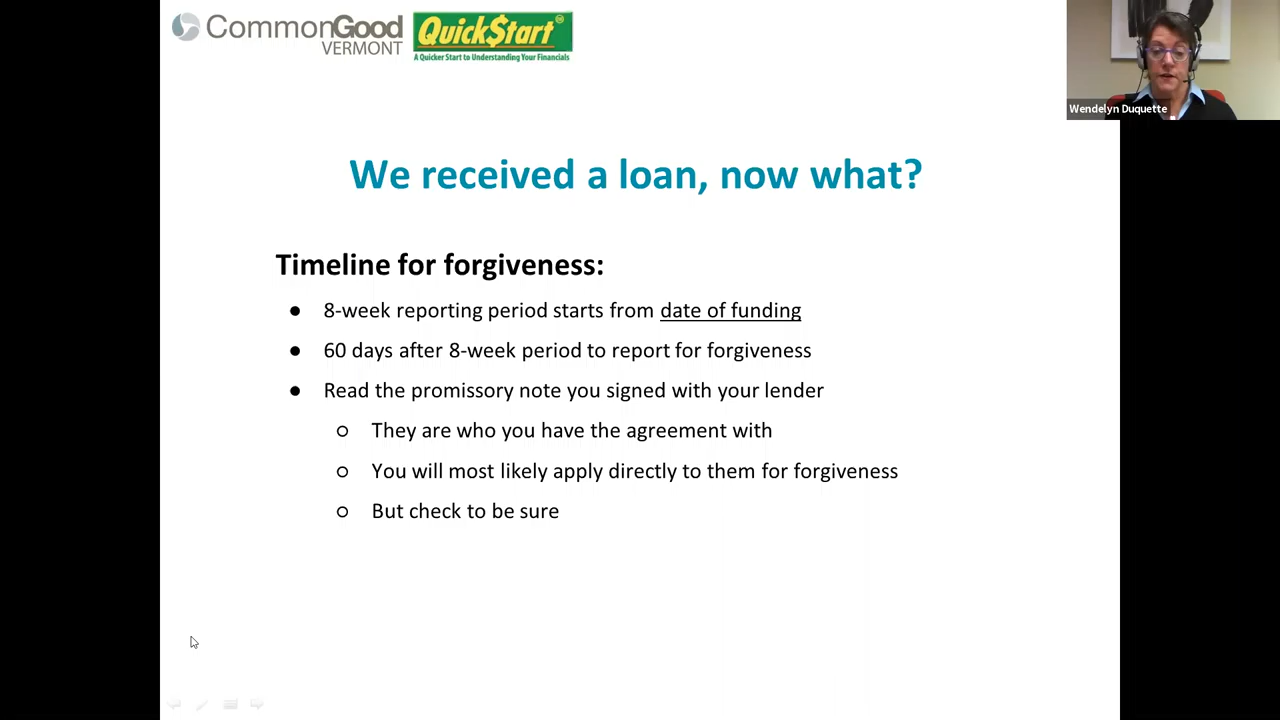 CommonGood
VERMONT
Quick$tart
A Quicker Start to Understanding Your Financials
Wendelyn Duquette
We received a loan, now what?
Timeline for forgiveness:
● 8-week reporting period starts from date of funding
● 60 days after 8-week period to report for forgiveness
● Read the promissory note you signed with your lender
○ They are who you have the agreement with
○ You will most likely apply directly to them for forgiveness
○ But check to be sure